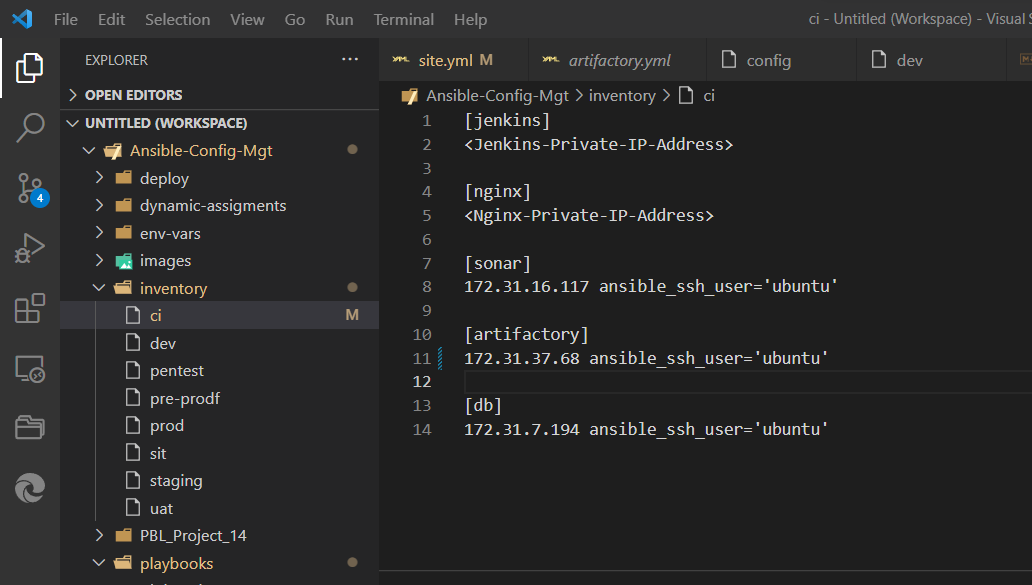 File Edit Selection View Go Run Terminal Help ci - Untitled (Workspace) - Visual
EXPLORER ...
OPEN EDITORS
UNTITLED (WORKSPACE)
Ansible-Config-Mgt
deploy
dynamic-assigments
env-vars
images
inventory
ci M
dev
pentest
pre-prodf
prod
sit
staging
uat
PBL_Project_14
playbooks
4
site.yml M artifactory.yml config dev
Ansible-Config-Mgt > inventory > ci
1 [jenkins]
2 <Jenkins-Private-IP-Address>
3
4 [nginx]
5 <Nginx-Private-IP-Address>
6
7 [sonar]
8 172.31.16.117 ansible_ssh_user='ubuntu'
9
10 [artifactory]
11 172.31.37.68 ansible_ssh_user='ubuntu'
12
13 [db]
14 172.31.7.194 ansible_ssh_user='ubuntu'